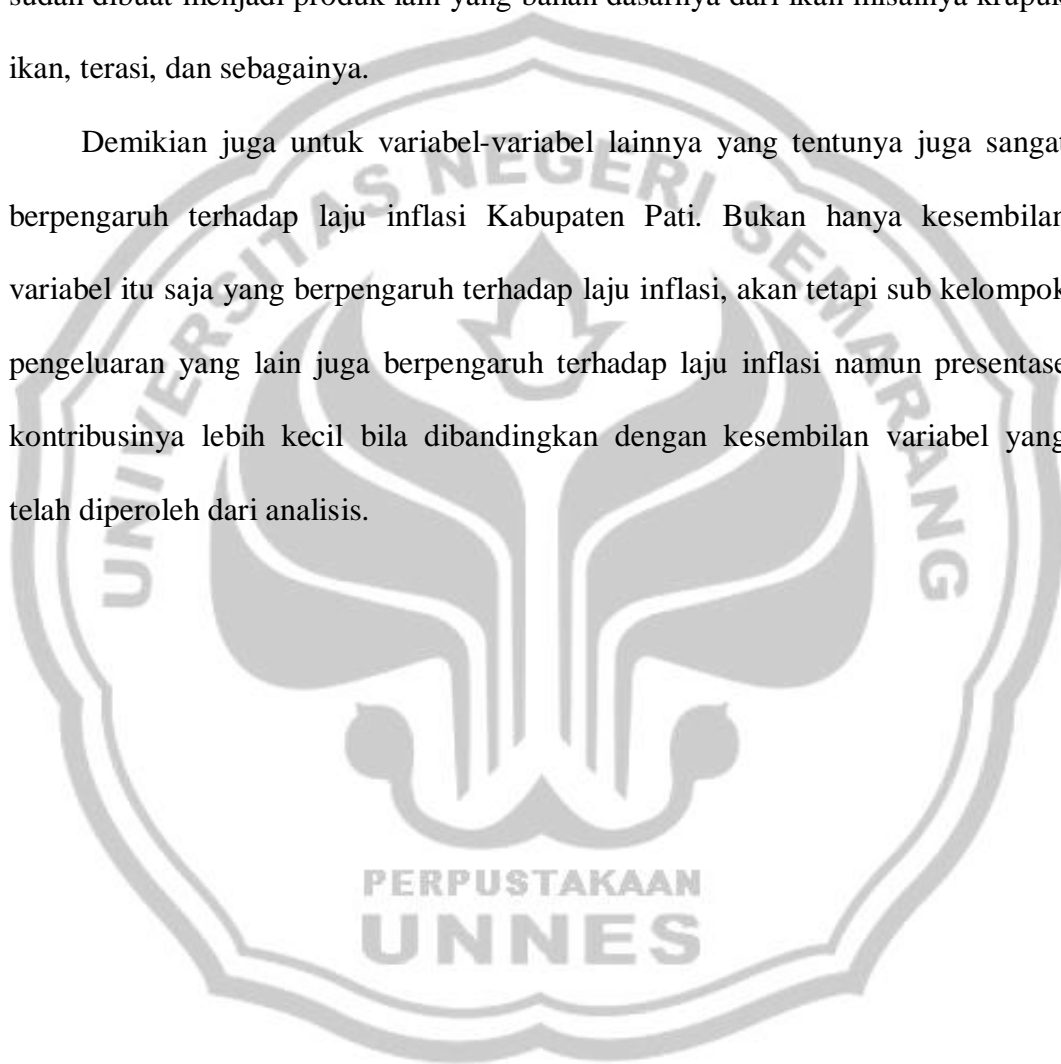 sudah dibuat menjadi produk lain yang bahan dasarnya dari ikan misalnya krupuk
ikan, terasi, dan sebagainya.
Demikian juga untuk variabel-variabel lainnya yang tentunya juga sangat
berpengaruh terhadap laju inflasi Kabupaten Pati. Bukan hanya kesembilan
variabel itu saja yang berpengaruh terhadap laju inflasi, akan tetapi sub kelompok
pengeluaran yang lain juga berpengaruh terhadap laju inflasi namun presentase
kontribusinya lebih kecil bila dibandingkan dengan kesembilan variabel yang
telah diperoleh dari analisis.
UNIVERSITAS NEGERI SEMARANG
PERPUSTAKAAN
UNNES